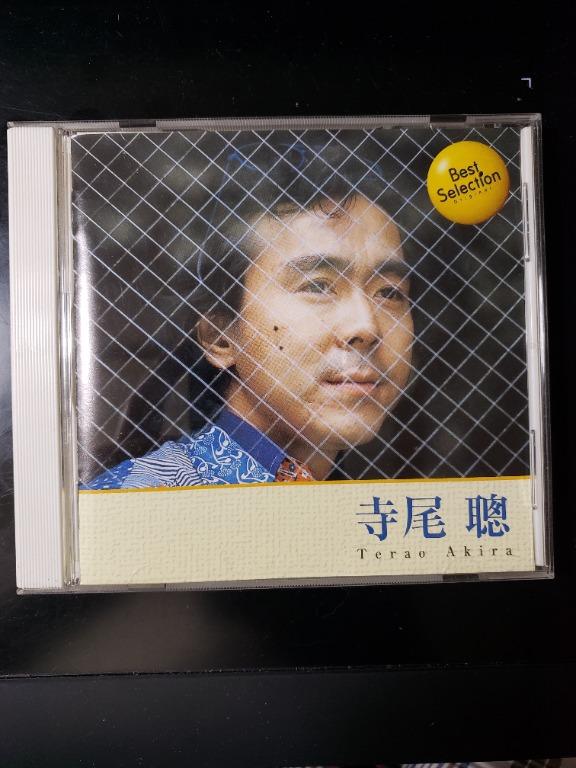 Best
Selection
寺尾 聰
Terao Akira